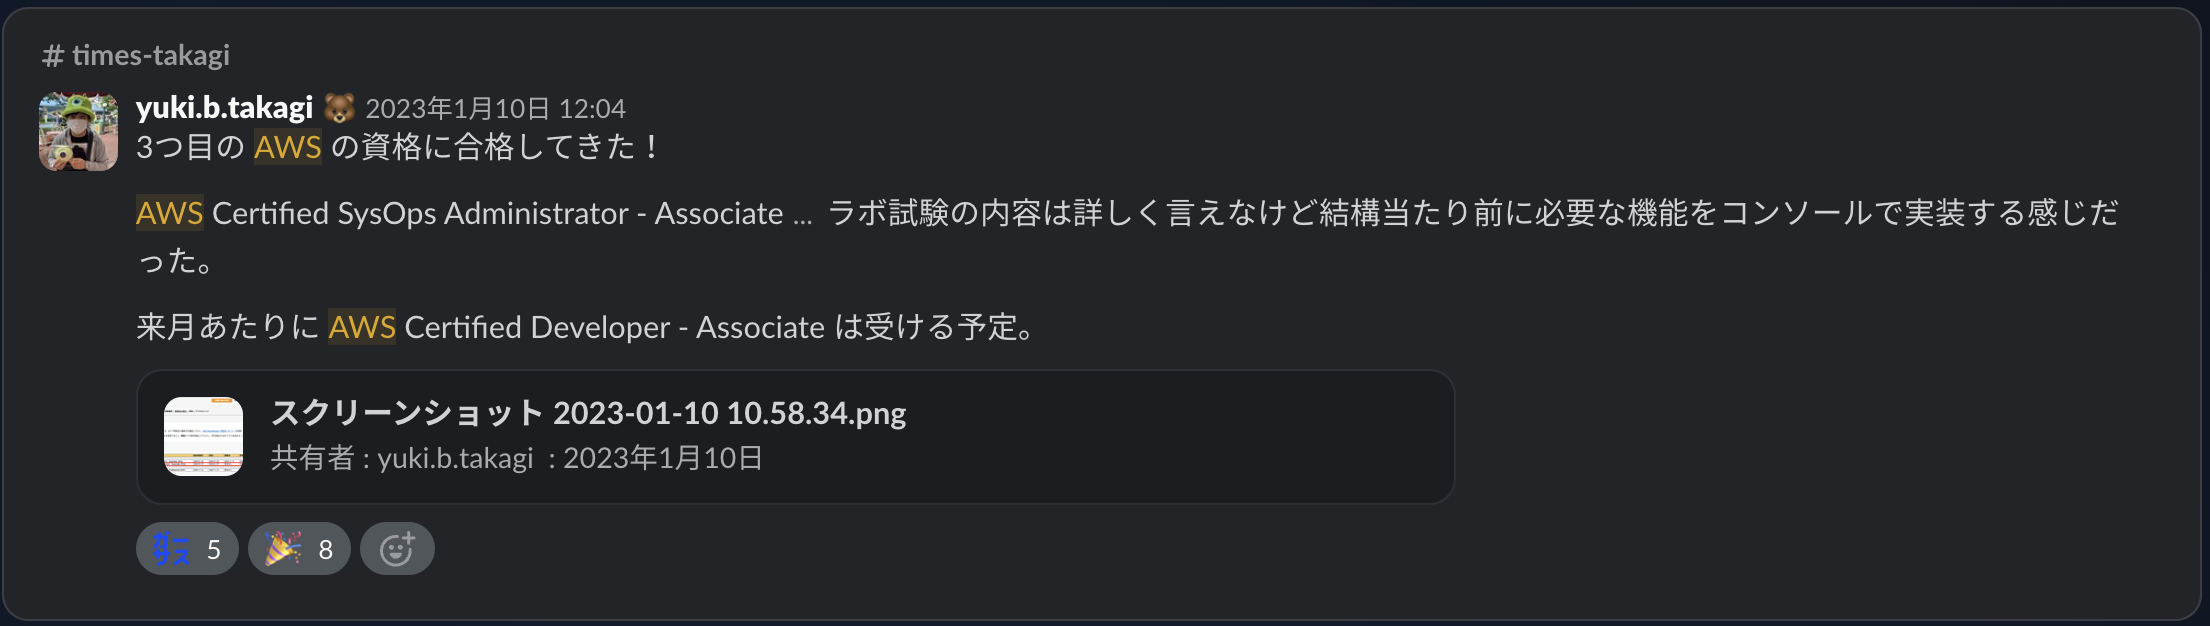 # times-takagi
yuki.b.takagi 🐻 2023年1月10日 12:04
3つ目の AWS の資格に合格してきた！
AWS Certified SysOps Administrator - Associate ... ラボ試験の内容は詳しく言えなけど結構当たり前に必要な機能をコンソールで実装する感じだ
った。
来月あたりに AWS Certified Developer - Associate は受ける予定。
スクリーンショット 2023-01-10 10.58.34.png
共有者 : yuki.b.takagi : 2023年1月10日
ガーサス 5 🎉 8